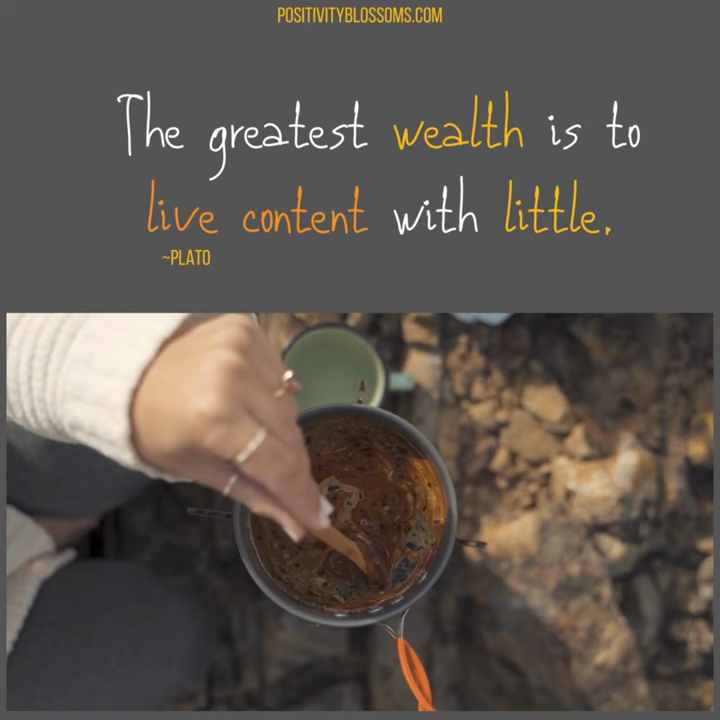 POSITIVITYBLOSSOMS.COM
The greatest wealth is to
live content with little.
~PLATO